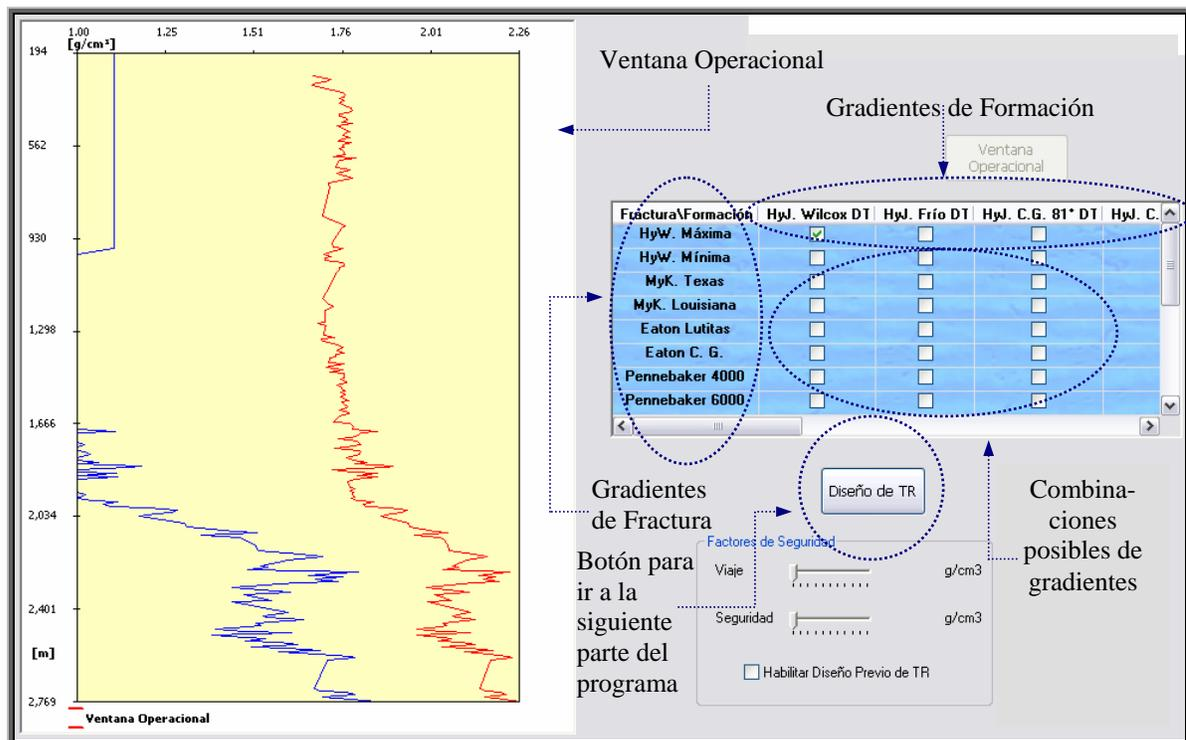 1.00 1.25 1.51 1.76 2.01 2.26
[g/cm³]
194
562
930
1,298
1,666
2,034
2,401
[m]
2,769
Ventana Operacional
Ventana Operacional
Gradientes de Formación
Ventana
Operacional
Fractura\Formación HyJ. Wilcox DT HyJ. Frío DT HyJ. C.G. 81* DT HyJ. C.
HyW. Máxima
HyW. Mínima
MyK. Texas
MyK. Louisiana
Eaton Lutitas
Eaton C. G.
Pennebaker 4000
Pennebaker 6000
Gradientes
de Fractura
Diseño de TR
Combina-
ciones
posibles de
gradientes
Botón para
ir a la
siguiente
parte del
programa
Factores de Seguridad
Viaje g/cm3
Seguridad g/cm3
Habilitar Diseño Previo de TR